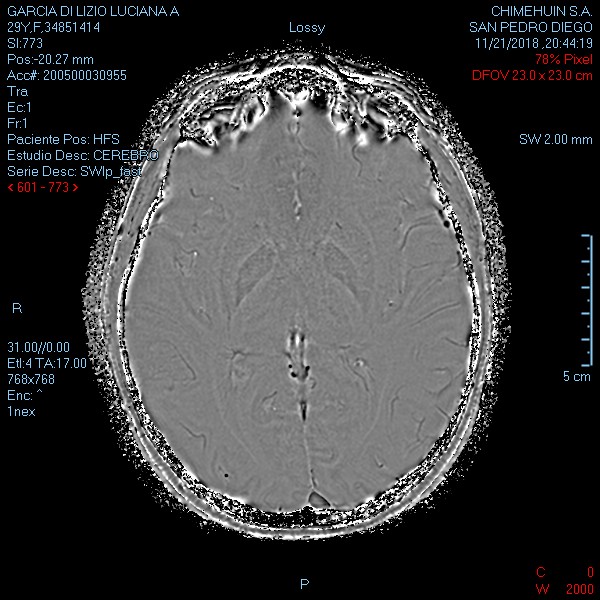 GARCIA DI LIZIO LUCIANA A
29Y,F,34851414
Sl:773
Pos:-20.27 mm
Acc#: 200500030955
Tra
Ec:1
Fr:1
Paciente Pos: HFS
Estudio Desc: CEREBRO
Serie Desc: SWIp_fast
< 601 - 773 >
Lossy
CHIMEHUIN S.A.
SAN PEDRO DIEGO
11/21/2018 ,20:44:19
78% Pixel
DFOV 23.0 x 23.0 cm
SW 2.00 mm
R
5 cm
31.00//0.00
Etl:4 TA:17.00
768x768
Enc: ^
1nex
P
C 0
W 2000